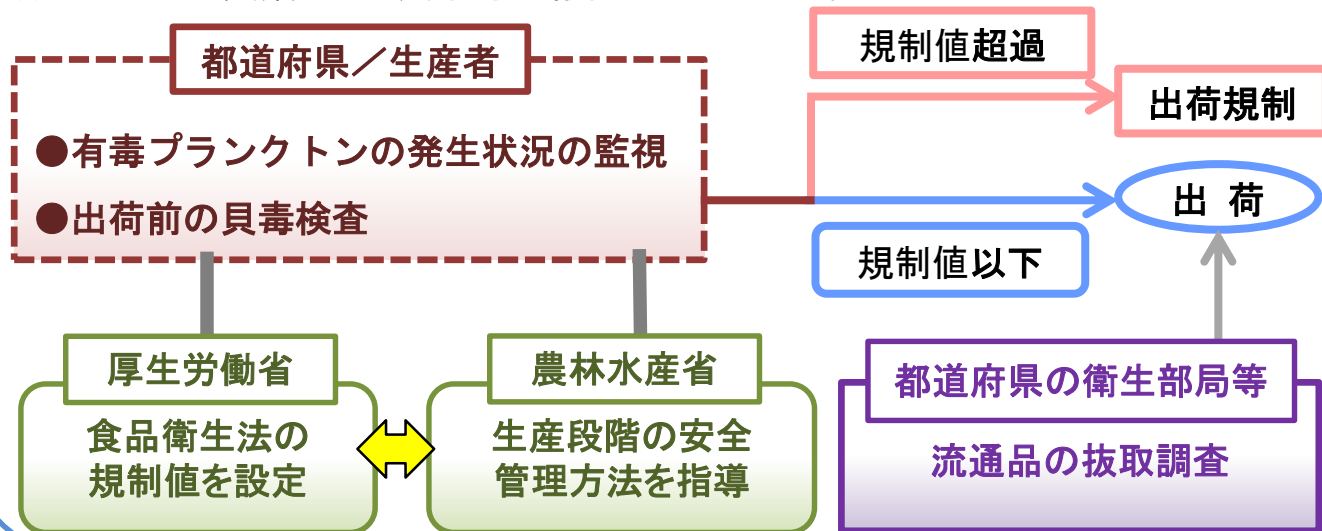 都道府県／生産者
●有毒プランクトンの発生状況の監視
●出荷前の貝毒検査
規制値超過
出荷規制
出 荷
規制値以下
厚生労働省
食品衛生法の
規制値を設定
農林水産省
生産段階の安全
管理方法を指導
都道府県の衛生部局等
流通品の抜取調査